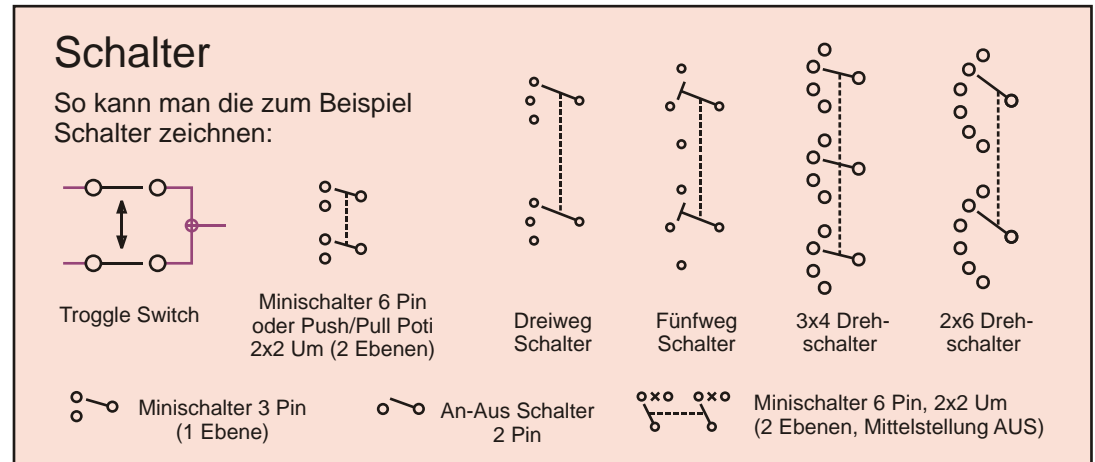 Schalter
So kann man die zum Beispiel
Schalter zeichnen:
Troggle Switch
Minischalter 6 Pin
oder Push/Pull Poti
2x2 Um (2 Ebenen)
Dreiweg
Schalter
Fünfweg
Schalter
3x4 Dreh-
schalter
2x6 Dreh-
schalter
Minischalter 3 Pin
(1 Ebene)
An-Aus Schalter
2 Pin
Minischalter 6 Pin, 2x2 Um
(2 Ebenen, Mittelstellung AUS)